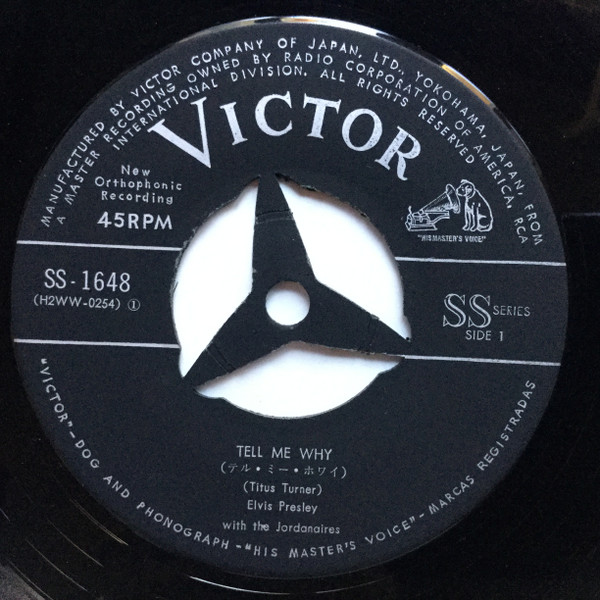 MANUFACTURED BY VICTOR COMPANY OF JAPAN, LTD., YOKOHAMA, JAPAN, FROM
A MASTER RECORDING OWNED BY RADIO CORPORATION OF AMERICA, RCA
INTERNATIONAL DIVISION. ALL RIGHTS RESERVED
VICTOR
New
Orthophonic
Recording
45RPM
"HIS MASTER'S VOICE"
SS-1648
(H2WW-0254) ①
SS SERIES
SIDE 1
TELL ME WHY
(テル・ミー・ホワイ)
(Titus Turner)
Elvis Presley
with the Jordanaires
"VICTOR"-DOG AND PHONOGRAPH-"HIS MASTER'S VOICE"-MARCAS REGISTRADAS